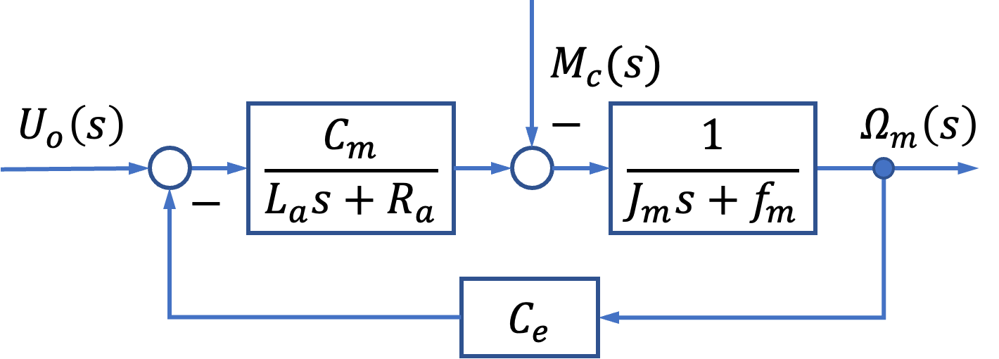 M_c(s)
U_o(s)
−
Ω_m(s)
C_m
L_a s + R_a
1
J_m s + f_m
−
C_e